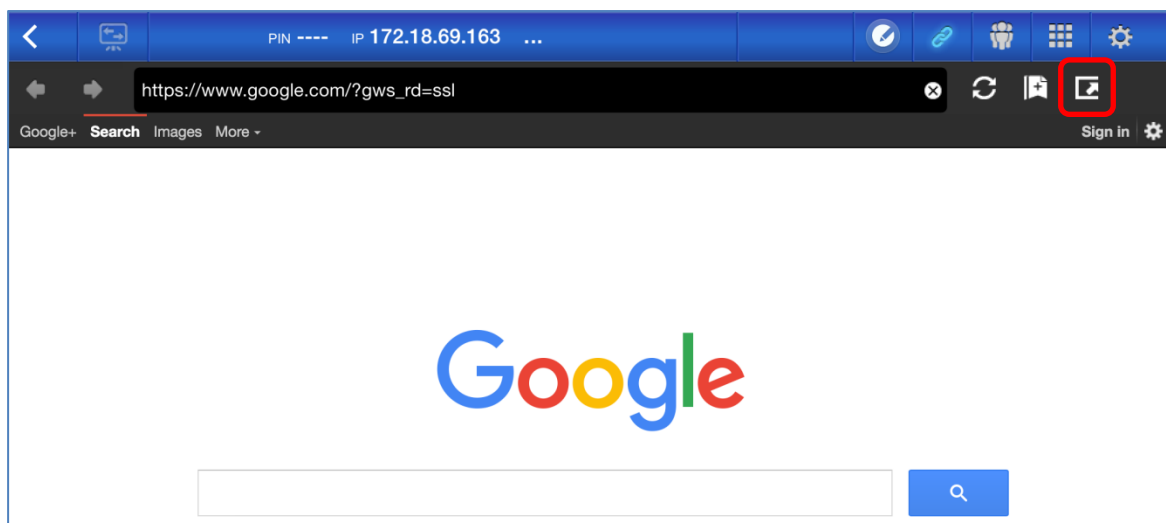 PIN ---- IP 172.18.69.163 ...
https://www.google.com/?gws_rd=ssl
Google+ Search Images More Sign in
Google